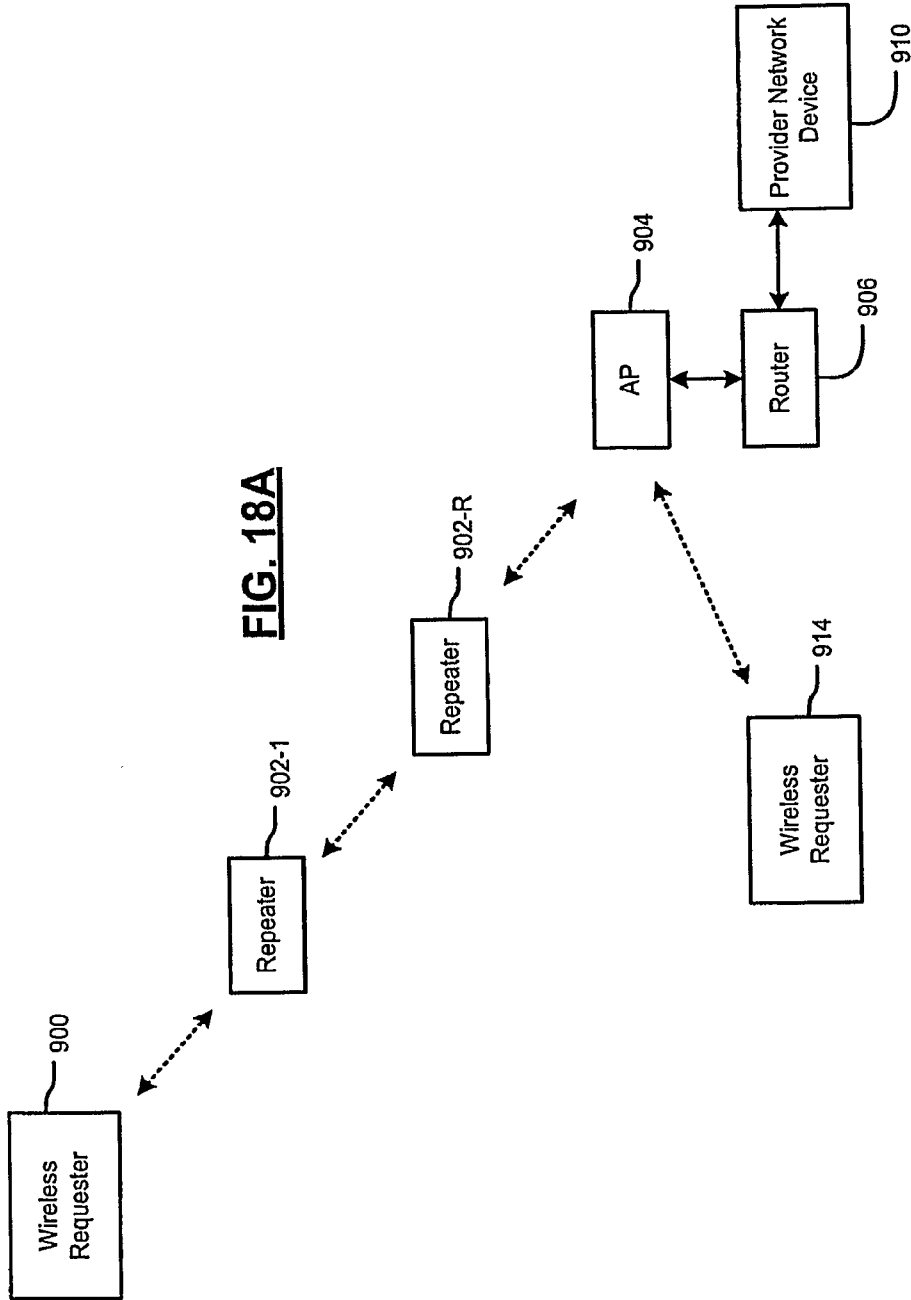 FIG. 18A
Wireless
Requester
900
Repeater
902-1
Repeater
902-R
AP
904
Router
906
Provider Network
Device
910
Wireless
Requester
914